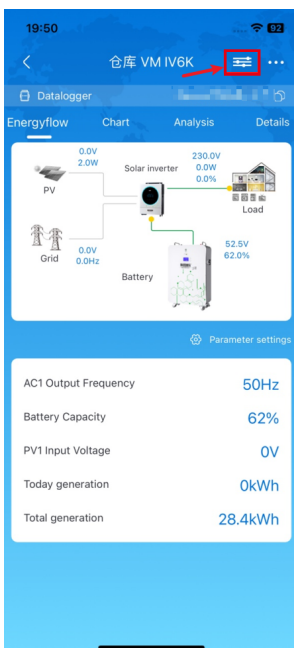 19:50
92
仓库 VM IV6K
Datalogger
Energyflow Chart Analysis Details
0.0V
2.0W
PV
Solar inverter
230.0V
0.0W
0.0%
Load
Grid
0.0V
0.0Hz
Battery
52.5V
62.0%
Parameter settings
AC1 Output Frequency 50Hz
Battery Capacity 62%
PV1 Input Voltage 0V
Today generation 0kWh
Total generation 28.4kWh